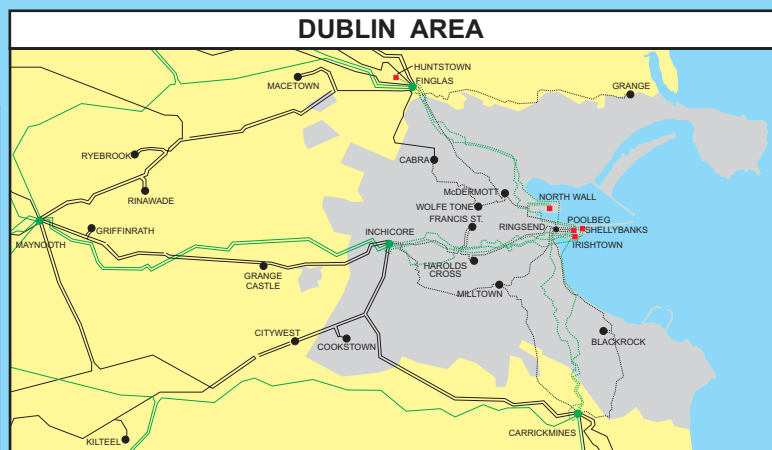 DUBLIN AREA
HUNTSTOWN
FINGLAS
MACETOWN
GRANGE
RYEBROOK
CABRA
McDERMOTT
RINAWADE
NORTH WALL
WOLFE TONE
FRANCIS ST.
POOLBEG
GRIFFINRATH
INCHICORE
RINGSEND
SHELLYBANKS
MAYNOOTH
IRISHTOWN
HAROLDS
CROSS
GRANGE
CASTLE
MILLTOWN
CITYWEST
COOKSTOWN
BLACKROCK
CARRICKMINES
KILTEEL